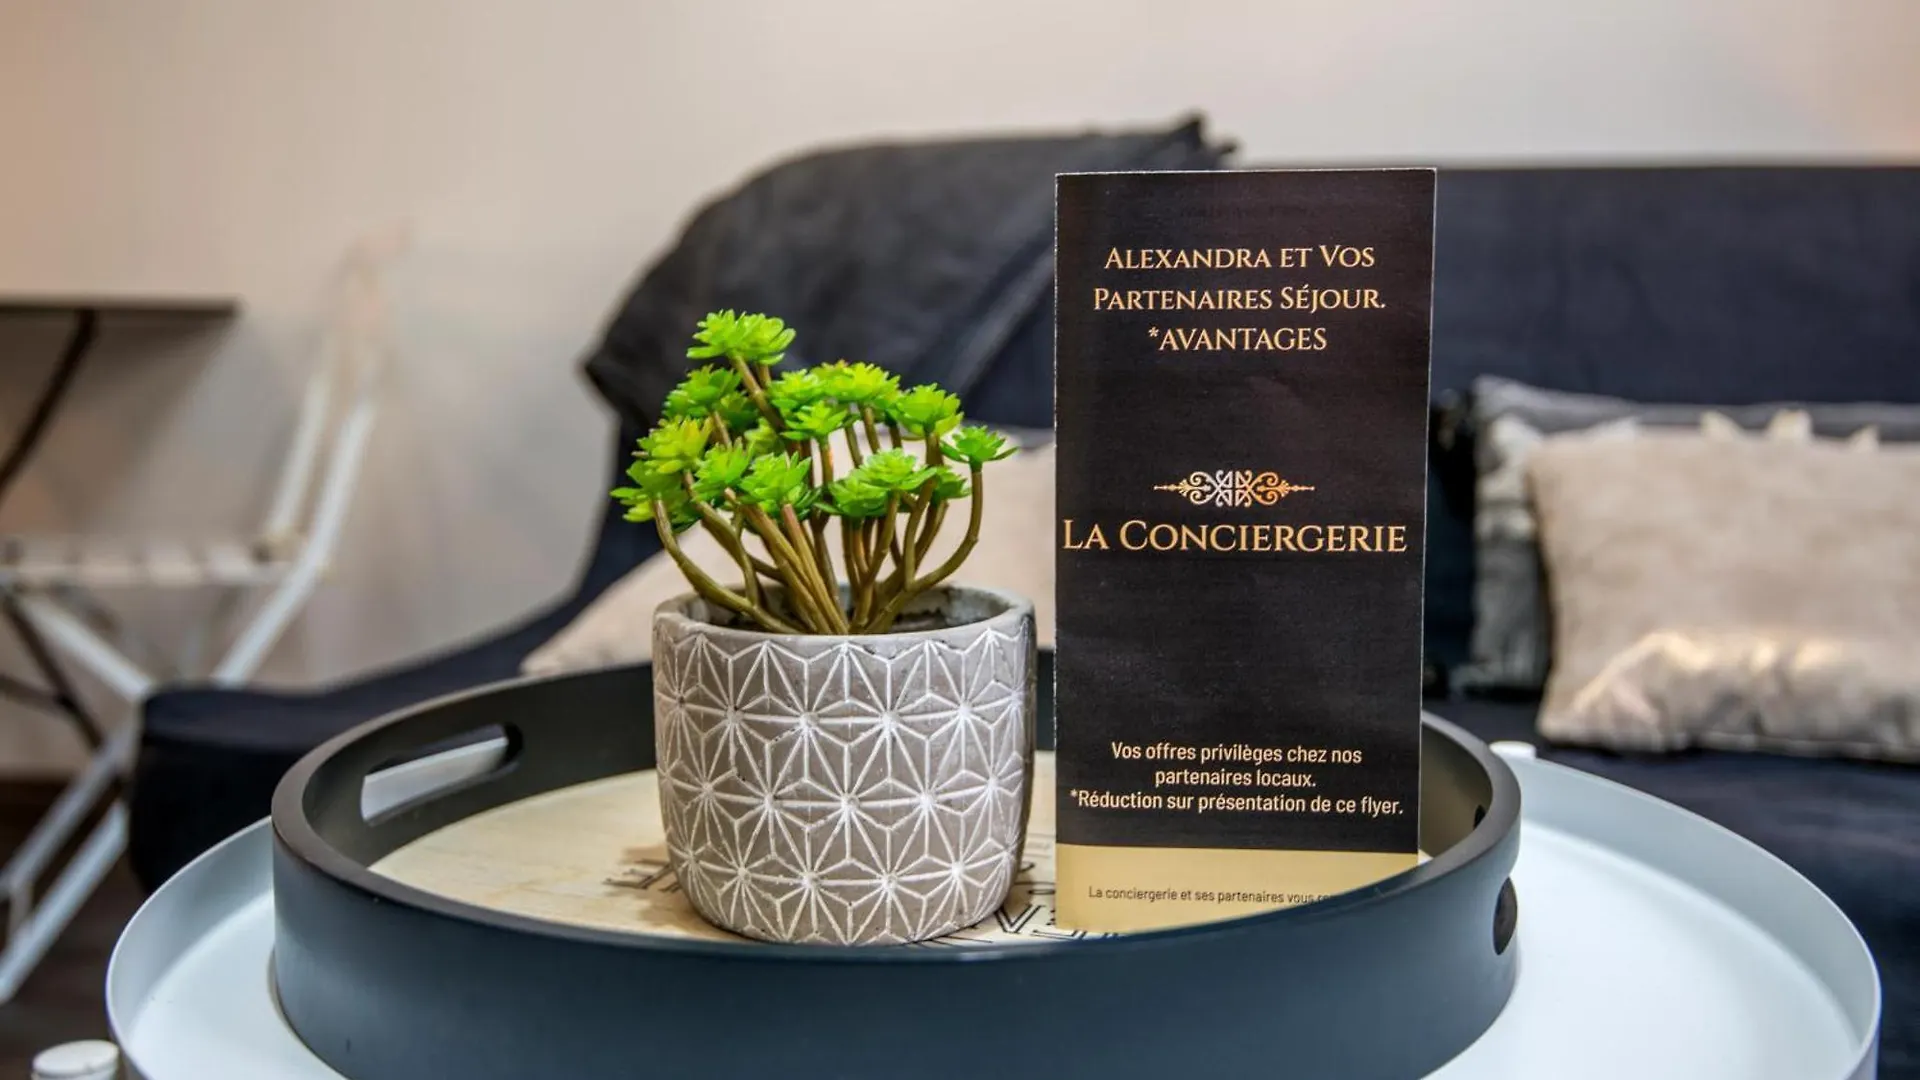 ALEXANDRA ET VOS
PARTENAIRES SÉJOUR.
*AVANTAGES
LA CONCIERGERIE
Vos offres privilèges chez nos
partenaires locaux.
*Réduction sur présentation de ce flyer.
La conciergerie et ses partenaires vous